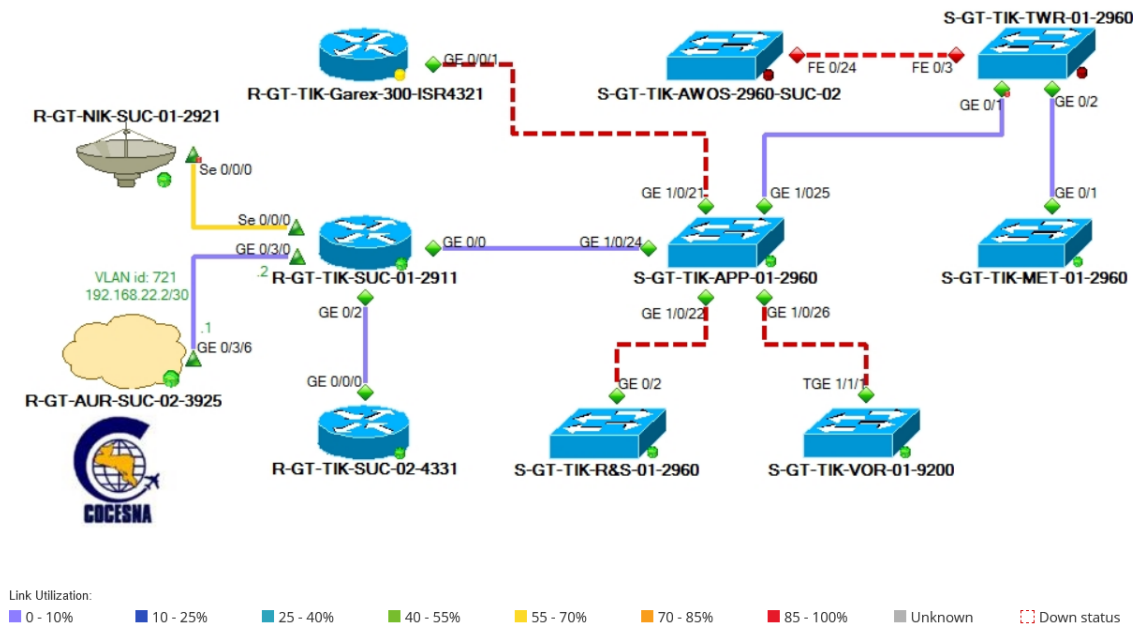 S-GT-TIK-TWR-01-2960
GE 0/0/1
FE 0/24
FE 0/3
R-GT-TIK-Garex-300-ISR4321
S-GT-TIK-AWOS-2960-SUC-02
GE 0/1
GE 0/2
R-GT-NIK-SUC-01-2921
Se 0/0/0
GE 1/0/21
GE 1/025
GE 0/1
Se 0/0/0
GE 0/3/0
GE 0/0
GE 1/0/24
.2
R-GT-TIK-SUC-01-2911
S-GT-TIK-APP-01-2960
S-GT-TIK-MET-01-2960
VLAN id: 721
192.168.22.2/30
GE 0/2
GE 1/0/22
GE 1/0/26
.1
GE 0/3/6
GE 0/0/0
GE 0/2
TGE 1/1/1
R-GT-AUR-SUC-02-3925
R-GT-TIK-SUC-02-4331
S-GT-TIK-R&S-01-2960
S-GT-TIK-VOR-01-9200
COCESNA
Link Utilization:
0 - 10%
10 - 25%
25 - 40%
40 - 55%
55 - 70%
70 - 85%
85 - 100%
Unknown
Down status